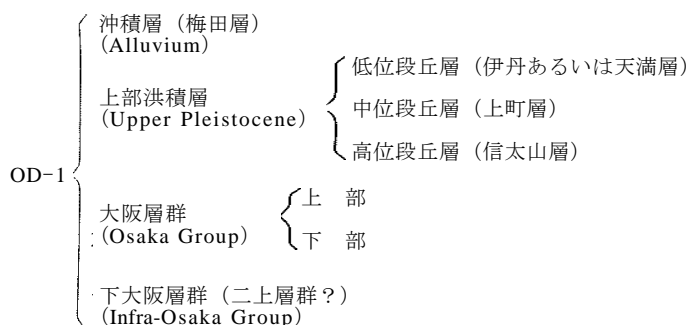 沖積層（梅田層）
(Alluvium)
低位段丘層（伊丹あるいは天満層）
上部洪積層
(Upper Pleistocene)
中位段丘層（上町層）
高位段丘層（信太山層）
OD-1
大阪層群
(Osaka Group)
上　部
下　部
下大阪層群（二上層群？）
(Infra-Osaka Group)